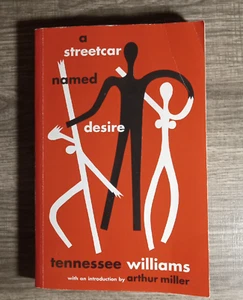 a
streetcar
named
desire
tennessee williams
with an introduction by arthur miller